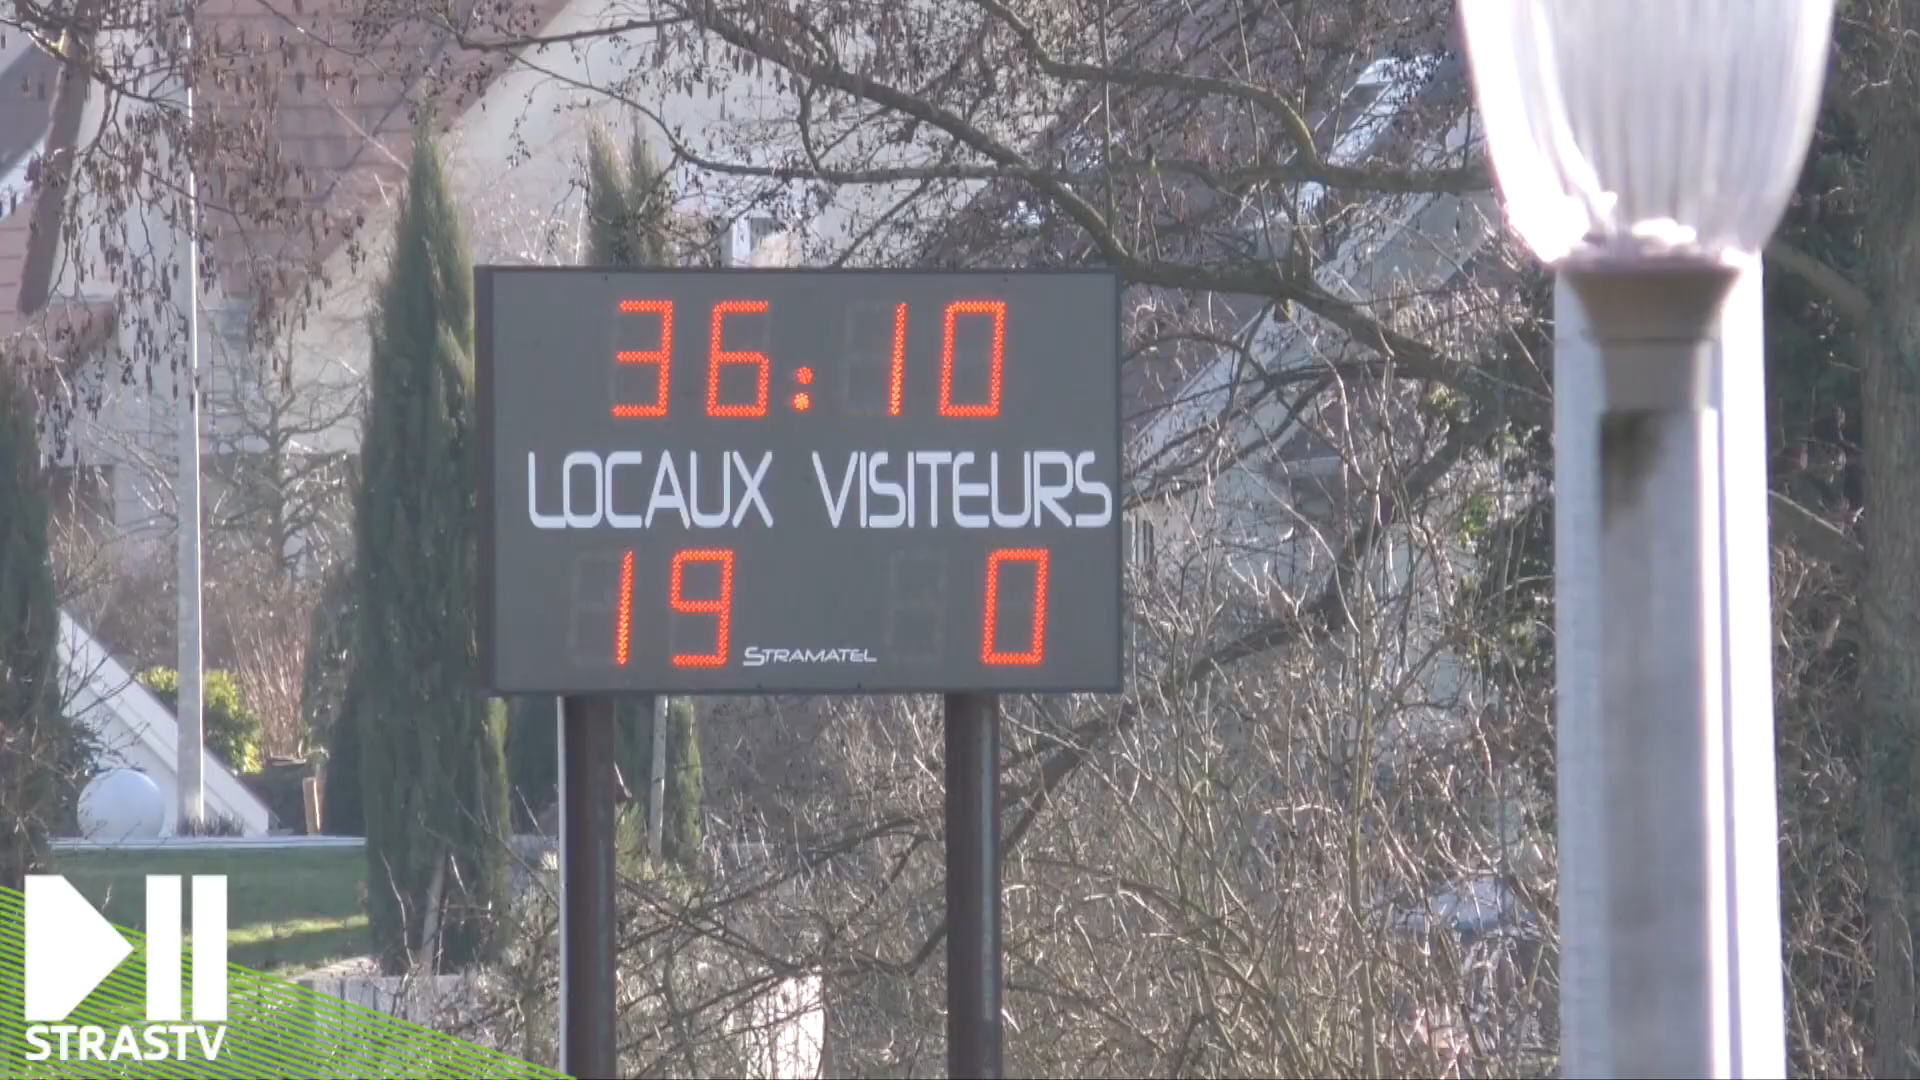 36:10
LOCAUX VISITEURS
19 0
STRAMATEL
STRASTV